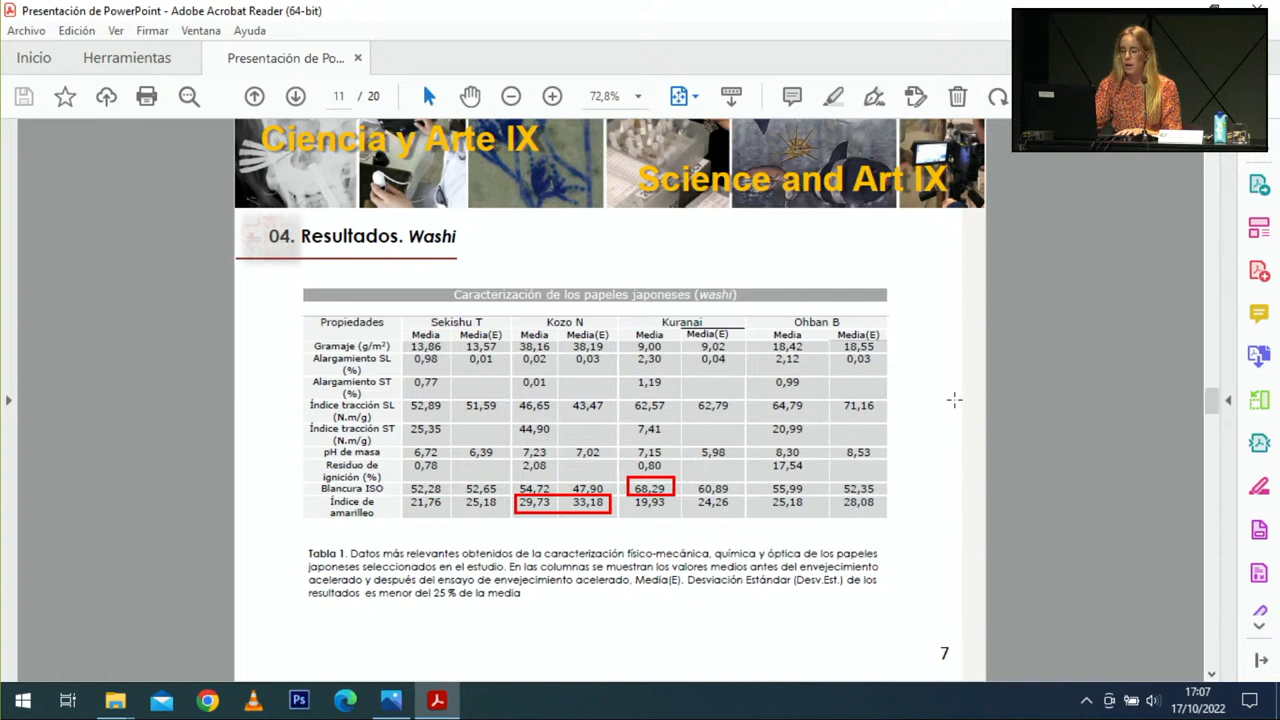 Presentación de PowerPoint - Adobe Acrobat Reader (64-bit)
Archivo Edición Ver Firmar Ventana Ayuda
Inicio Herramientas Presentación de Po... ×
11 / 20 72,8%
Ciencia y Arte IX
Science and Art IX
04. Resultados. Washi
Caracterización de los papeles japoneses (washi)
Propiedades Sekishu T Kozo N Kuranai Ohban B
Media Media(E) Media Media(E) Media Media(E) Media Media(E)
Gramaje (g/m²) 13,86 13,57 38,16 38,19 9,00 9,02 18,42 18,55
Alargamiento SL 0,98 0,01 0,02 0,03 2,30 0,04 2,12 0,03
(%)
Alargamiento ST 0,77 0,01 1,19 0,99
(%)
Índice tracción SL 52,89 51,59 46,65 43,47 62,57 62,79 64,79 71,16
(N.m/g)
Índice tracción ST 25,35 44,90 7,41 20,99
(N.m/g)
pH de masa 6,72 6,39 7,23 7,02 7,15 5,98 8,30 8,53
Residuo de 0,78 2,08 0,80 17,54
ignición (%)
Blancura ISO 52,28 52,65 54,72 47,90 68,29 60,89 55,99 52,35
Índice de 21,76 25,18 29,73 33,18 19,93 24,26 25,18 28,08
amarilleo
Tabla 1. Datos más relevantes obtenidos de la caracterización físico-mecánica, química y óptica de los papeles
japoneses seleccionados en el estudio. En las columnas se muestran los valores medios antes del envejecimiento
acelerado y después del ensayo de envejecimiento acelerado, Media(E). Desviación Estándar (Desv.Est.) de los
resultados es menor del 25 % de la media
7
Ps
17:07
17/10/2022